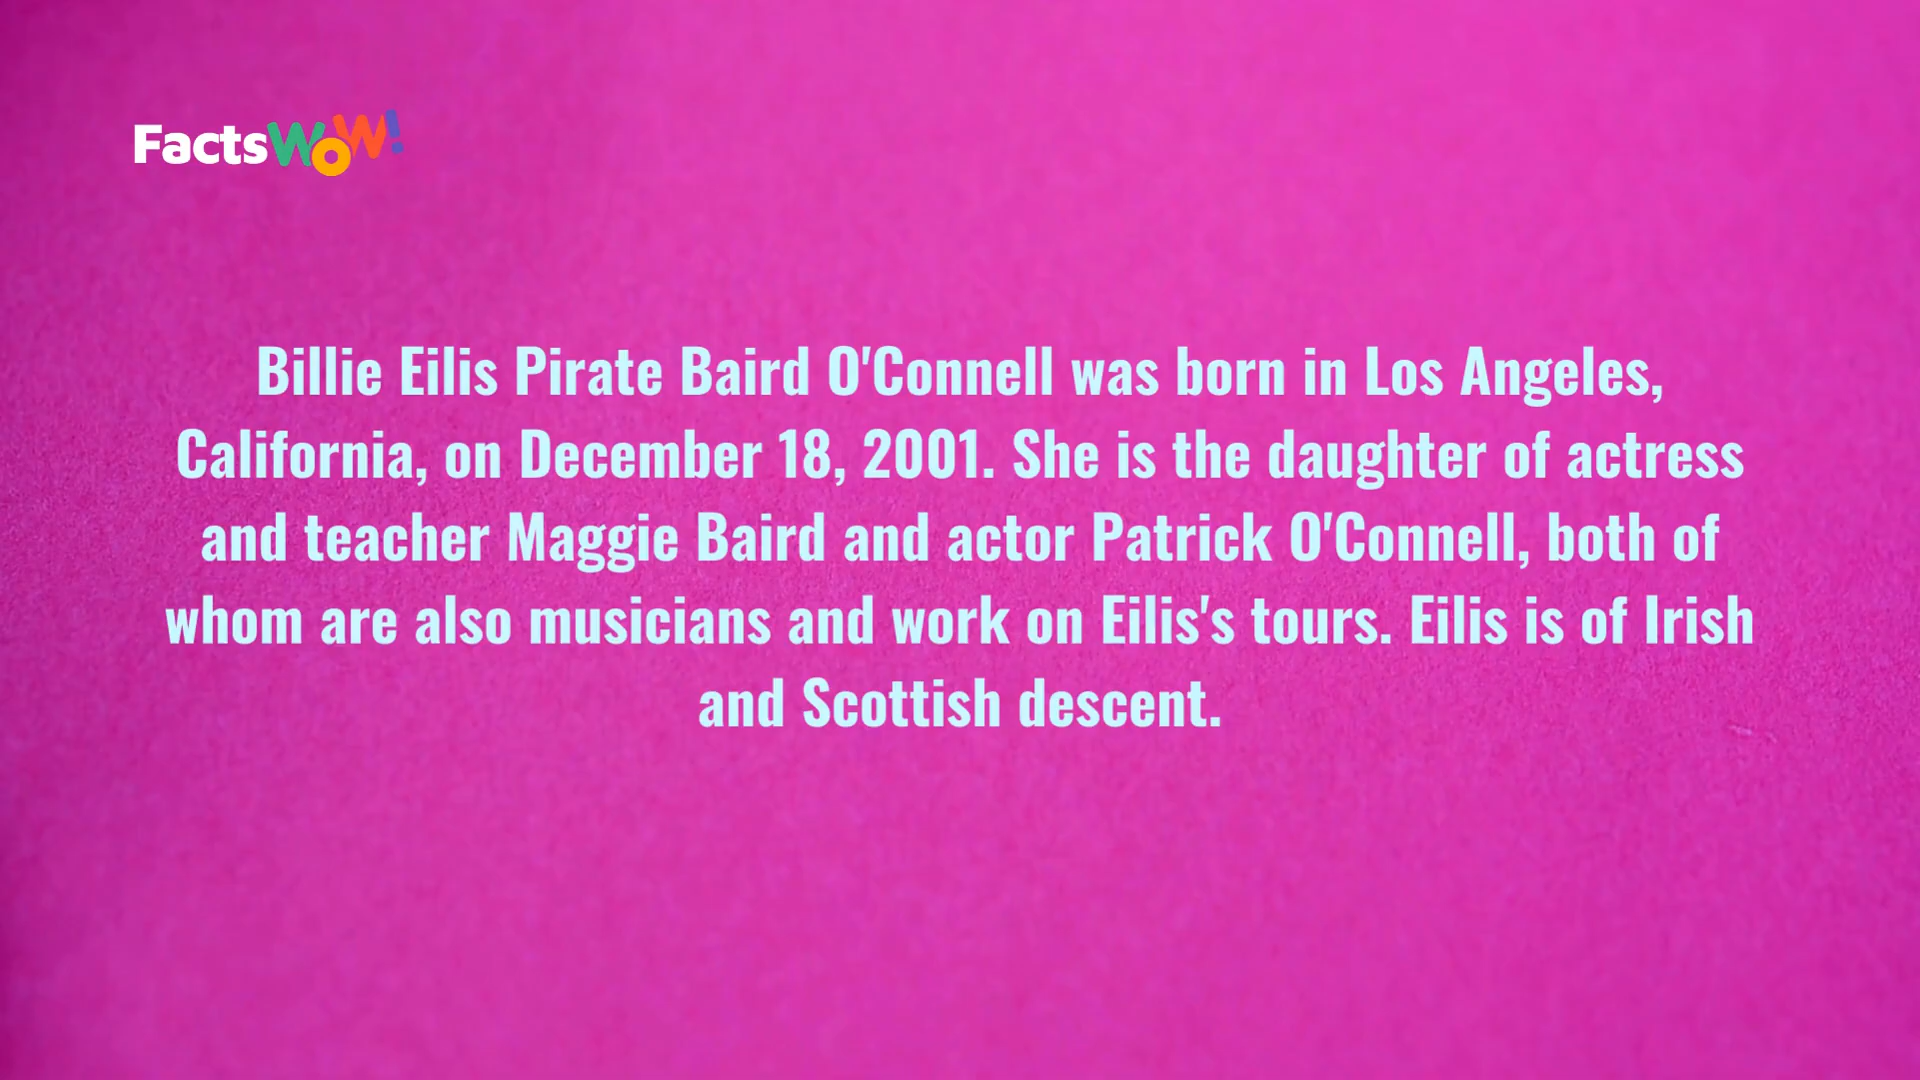 FactsWOW!
Billie Eilis Pirate Baird O'Connell was born in Los Angeles,
California, on December 18, 2001. She is the daughter of actress
and teacher Maggie Baird and actor Patrick O'Connell, both of
whom are also musicians and work on Eilis's tours. Eilis is of Irish
and Scottish descent.